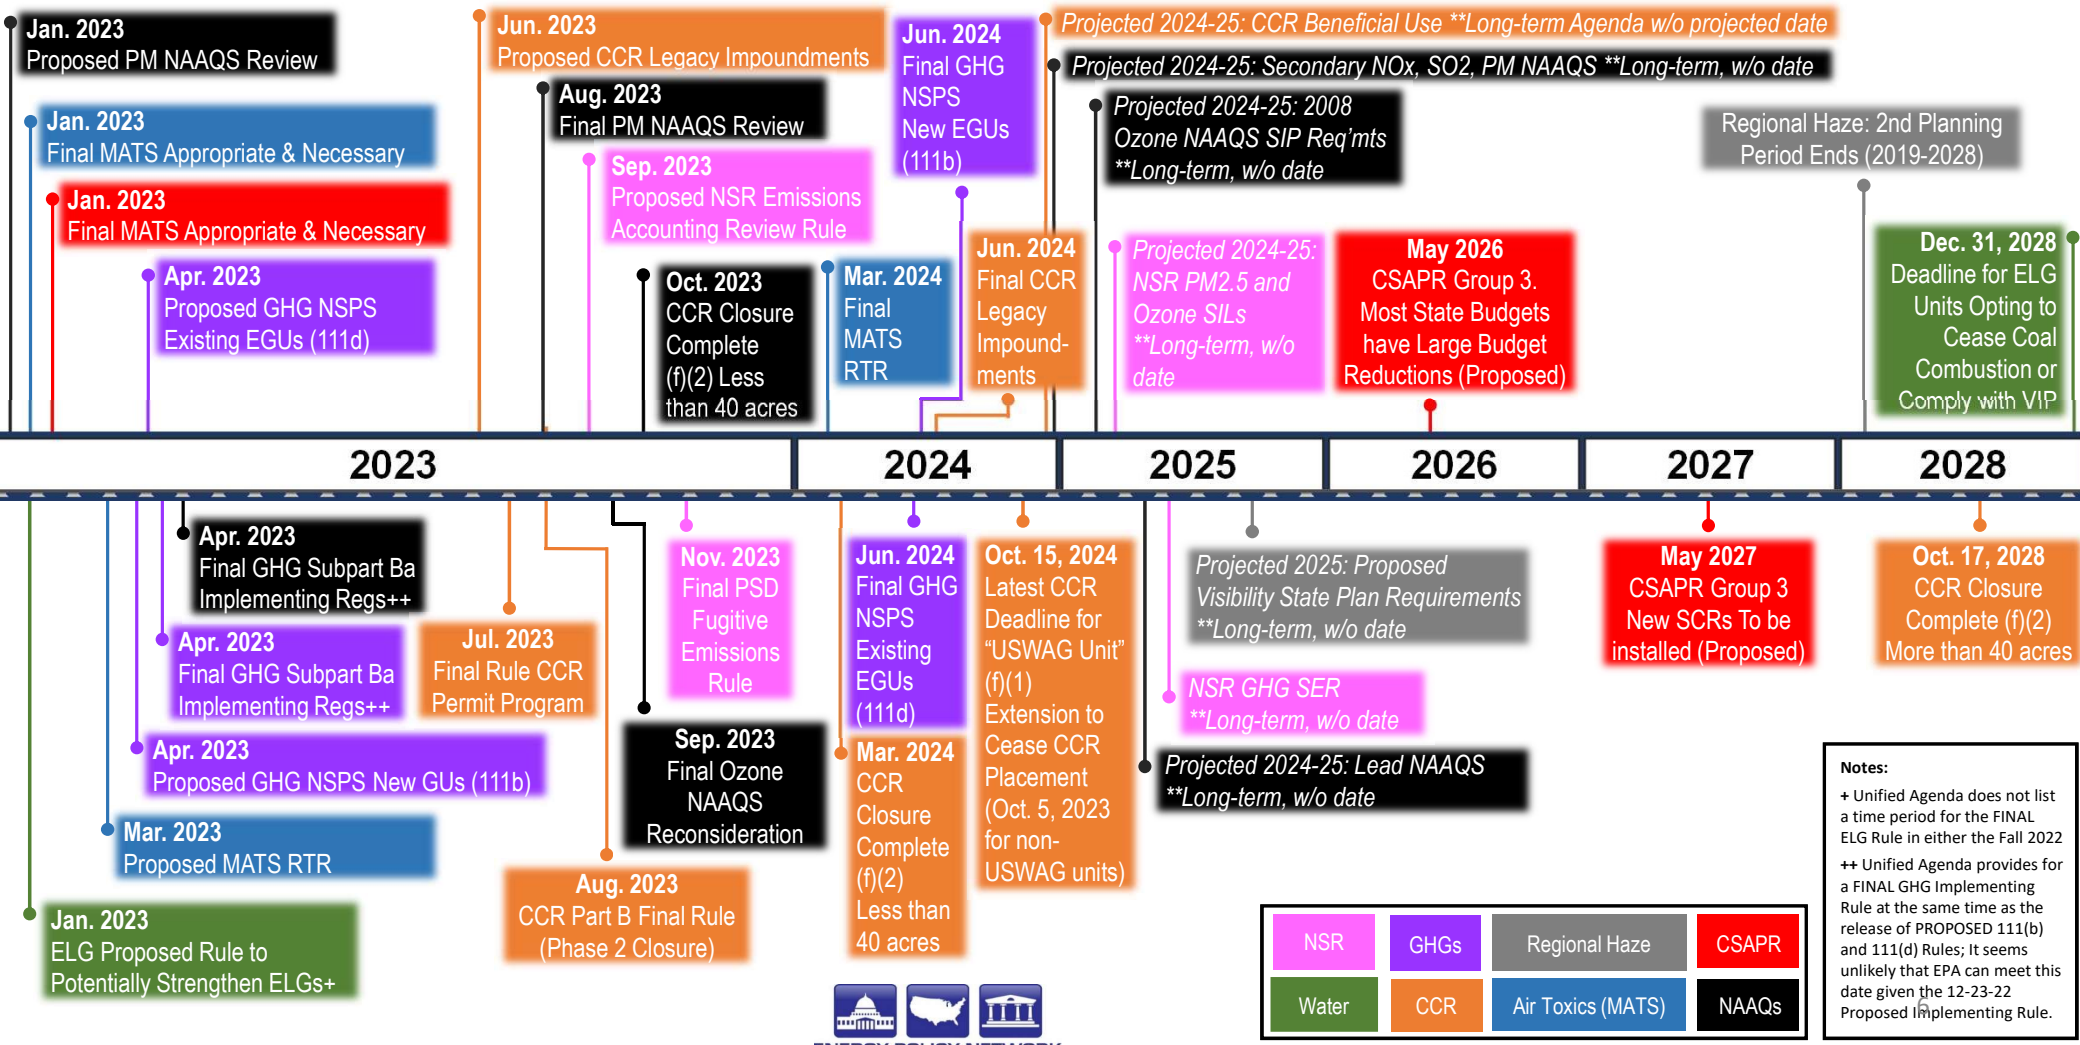 Jan. 2023
Proposed PM NAAQS Review
Jan. 2023
Final MATS Appropriate & Necessary
Jan. 2023
Final MATS Appropriate & Necessary
Apr. 2023
Proposed GHG NSPS
Existing EGUs (111d)
Jun. 2023
Proposed CCR Legacy Impoundments
Aug. 2023
Final PM NAAQS Review
Sep. 2023
Proposed NSR Emissions
Accounting Review Rule
Oct. 2023
CCR Closure
Complete
(f)(2) Less
than 40 acres
Mar. 2024
Final
MATS
RTR
Jun. 2024
Final GHG
NSPS
New EGUs
(111b)
Jun. 2024
Final CCR
Legacy
Impound-
ments
Projected 2024-25: CCR Beneficial Use **Long-term Agenda w/o projected date
Projected 2024-25: Secondary NOx, SO2, PM NAAQS **Long-term, w/o date
Projected 2024-25: 2008
Ozone NAAQS SIP Req'mts
**Long-term, w/o date
Projected 2024-25:
NSR PM2.5 and
Ozone SILs
**Long-term, w/o
date
May 2026
CSAPR Group 3.
Most State Budgets
have Large Budget
Reductions (Proposed)
Regional Haze: 2nd Planning
Period Ends (2019-2028)
Dec. 31, 2028
Deadline for ELG
Units Opting to
Cease Coal
Combustion or
Comply with VIP
2023
2024
2025
2026
2027
2028
Apr. 2023
Final GHG Subpart Ba
Implementing Regs++
Apr. 2023
Final GHG Subpart Ba
Implementing Regs++
Apr. 2023
Proposed GHG NSPS New GUs (111b)
Mar. 2023
Proposed MATS RTR
Jan. 2023
ELG Proposed Rule to
Potentially Strengthen ELGs+
Jul. 2023
Final Rule CCR
Permit Program
Aug. 2023
CCR Part B Final Rule
(Phase 2 Closure)
Sep. 2023
Final Ozone
NAAQS
Reconsideration
Nov. 2023
Final PSD
Fugitive
Emissions
Rule
Jun. 2024
Final GHG
NSPS
Existing
EGUs
(111d)
Mar. 2024
CCR
Closure
Complete
(f)(2)
Less than
40 acres
Oct. 15, 2024
Latest CCR
Deadline for
"USWAG Unit"
(f)(1)
Extension to
Cease CCR
Placement
(Oct. 5, 2023
for non-
USWAG units)
Projected 2025: Proposed
Visibility State Plan Requirements
**Long-term, w/o date
NSR GHG SER
**Long-term, w/o date
Projected 2024-25: Lead NAAQS
**Long-term, w/o date
May 2027
CSAPR Group 3
New SCRs To be
installed (Proposed)
Oct. 17, 2028
CCR Closure
Complete (f)(2)
More than 40 acres
NSR
GHGs
Regional Haze
CSAPR
Water
CCR
Air Toxics (MATS)
NAAQs
Notes:
+ Unified Agenda does not list
a time period for the FINAL
ELG Rule in either the Fall 2022
++ Unified Agenda provides for
a FINAL GHG Implementing
Rule at the same time as the
release of PROPOSED 111(b)
and 111(d) Rules; It seems
unlikely that EPA can meet this
date given the 12-23-22
Proposed Implementing Rule.
6
ENERGY POLICY NETWORK